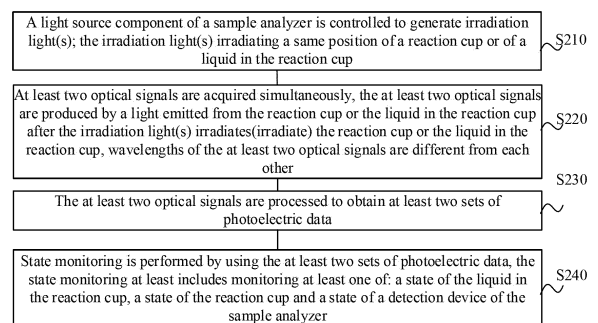 A light source component of a sample analyzer is controlled to generate irradiation
light(s); the irradiation light(s) irradiating a same position of a reaction cup or of a
liquid in the reaction cup
S210
At least two optical signals are acquired simultaneously, the at least two optical signals
are produced by a light emitted from the reaction cup or the liquid in the reaction cup
after the irradiation light(s) irradiates(irradiate) the reaction cup or the liquid in the
reaction cup, wavelengths of the at least two optical signals are different from each
other
S220
The at least two optical signals are processed to obtain at least two sets of
photoelectric data
S230
State monitoring is performed by using the at least two sets of photoelectric data, the
state monitoring at least includes monitoring at least one of: a state of the liquid in
the reaction cup, a state of the reaction cup and a state of a detection device of the
sample analyzer
S240